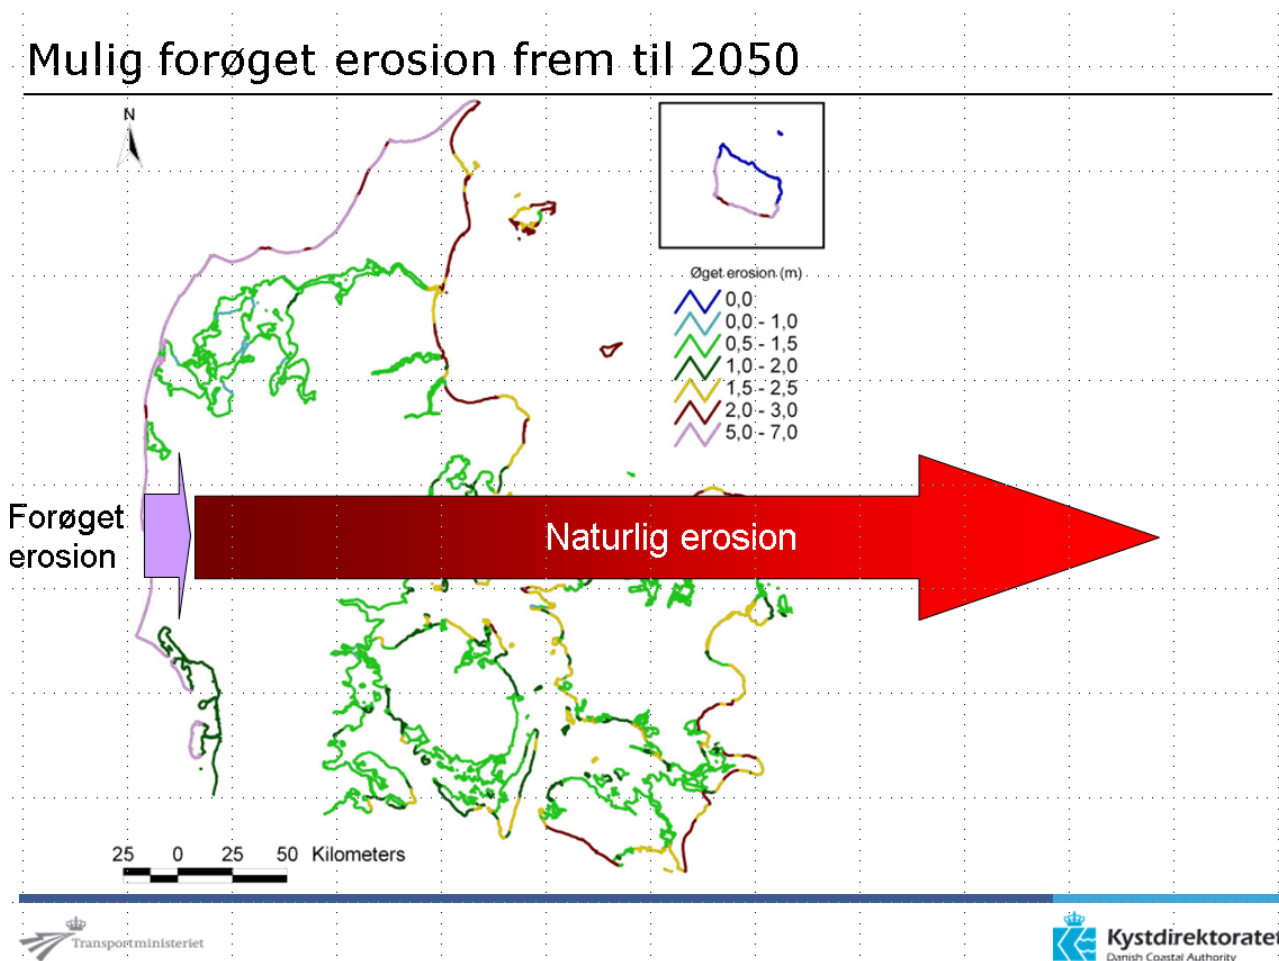 Mulig forøget erosion frem til 2050
N
Øget erosion (m)
0,0
0,0 - 1,0
0,5 - 1,5
1,0 - 2,0
1,5 - 2,5
2,0 - 3,0
5,0 - 7,0
Forøget
erosion
Naturlig erosion
25 0 25 50 Kilometers
Transportministeriet
Kystdirektoratet
Danish Coastal Authority